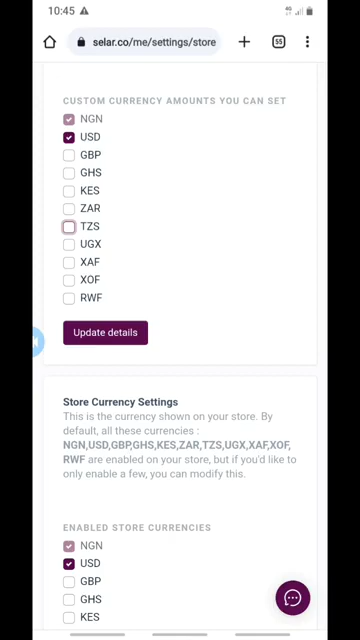 10:45
4G
selar.co/me/settings/store
55
CUSTOM CURRENCY AMOUNTS YOU CAN SET
NGN
USD
GBP
GHS
KES
ZAR
TZS
UGX
XAF
XOF
RWF
Update details
Store Currency Settings
This is the currency shown on your store. By
default, all these currencies :
NGN,USD,GBP,GHS,KES,ZAR,TZS,UGX,XAF,XOF,
RWF are enabled on your store, but if you'd like to
only enable a few, you can modify this.
ENABLED STORE CURRENCIES
NGN
USD
GBP
GHS
KES